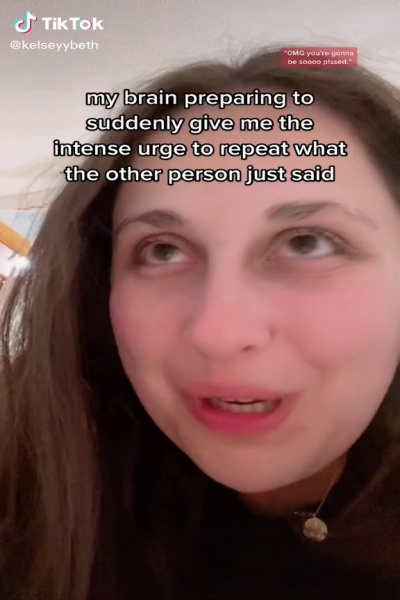 TikTok
@kelseyybeth
"OMG you're gonna
be soooo pissed."
my brain preparing to
suddenly give me the
intense urge to repeat what
the other person just said